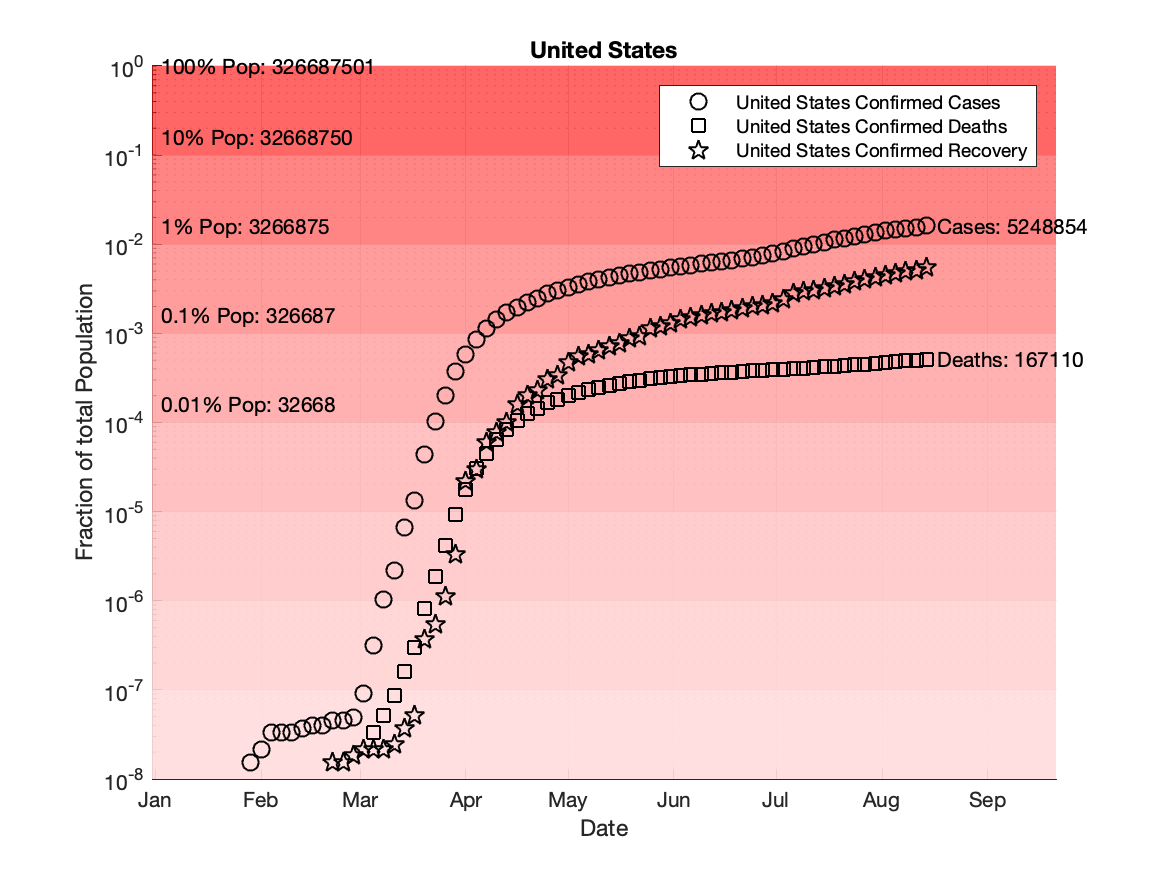 United States
10^0
10^-1
10^-2
10^-3
10^-4
10^-5
10^-6
10^-7
10^-8
Fraction of total Population
100% Pop: 326687501
10% Pop: 32668750
1% Pop: 3266875
0.1% Pop: 326687
0.01% Pop: 32668
United States Confirmed Cases
United States Confirmed Deaths
United States Confirmed Recovery
Cases: 5248854
Deaths: 167110
Jan Feb Mar Apr May Jun Jul Aug Sep
Date